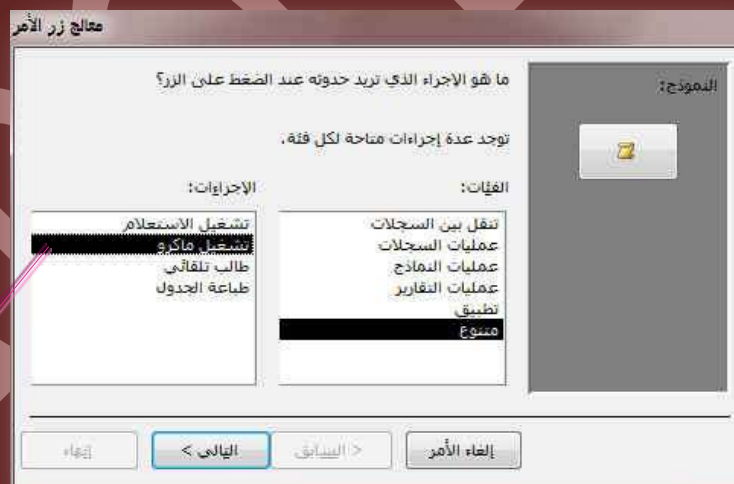 معالج زر الأمر
النموذج:
ما هو الإجراء الذي تريد حدوثه عند الضغط على الزر؟
توجد عدة إجراءات متاحة لكل فئة.
الفئات:
تنقل بين السجلات
عمليات السجلات
عمليات النماذج
عمليات التقارير
تطبيق
متنوع
الإجراءات:
تشغيل الاستعلام
تشغيل ماكرو
طالب تلقائي
طباعة الجدول
إلغاء الأمر
< السابق
التالي >
إنهاء